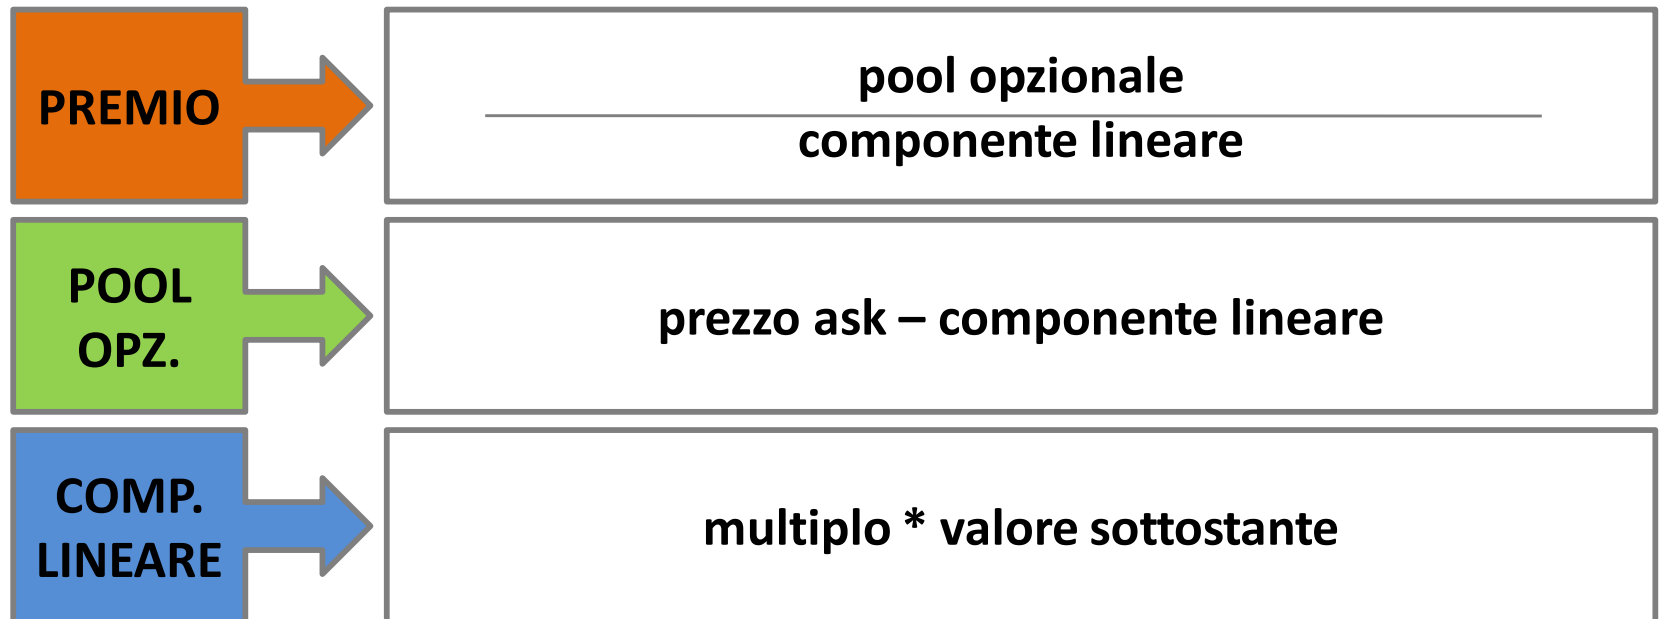 PREMIO
pool opzionale
componente lineare
POOL
OPZ.
prezzo ask – componente lineare
COMP.
LINEARE
multiplo * valore sottostante